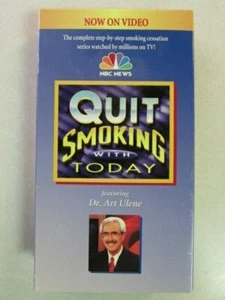 NOW ON VIDEO
The complete step-by-step smoking cessation
series watched by millions on TV!
NBC NEWS
QUIT
SMOKING
WITH
TODAY
featuring
Dr. Art Ulene